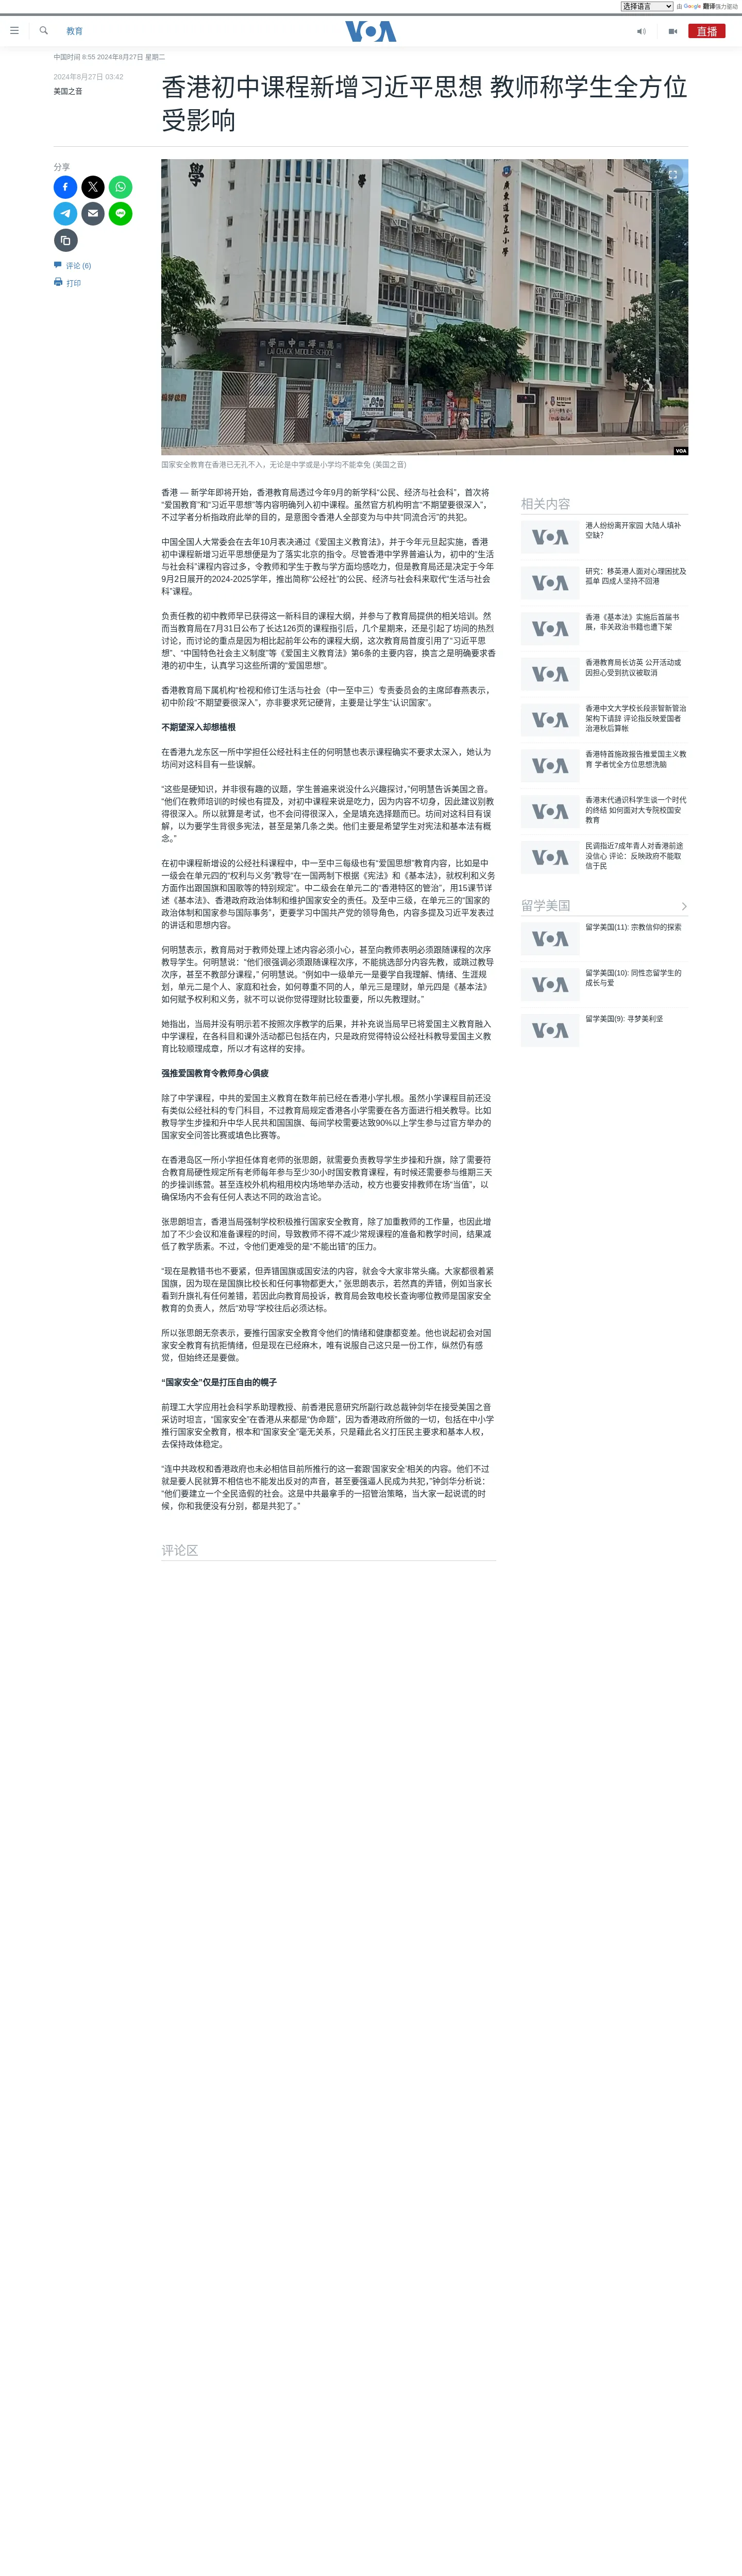 选择语言
由 Google 翻译强力驱动
教育
VOA
直播
中国时间 8:55 2024年8月27日 星期二
2024年8月27日 03:42
美国之音
香港初中课程新增习近平思想 教师称学生全方位
受影响
分享
评论 (6)
打印
學
廣東道官立小學
學中溢澤麗
LAI CHACK MIDDLE SCHOOL
VOA
国家安全教育在香港已无孔不入，无论是中学或是小学均不能幸免 (美国之音)
香港 — 新学年即将开始，香港教育局透过今年9月的新学科“公民、经济与社会科”，首次将
“爱国教育”和“习近平思想”等内容明确列入初中课程。虽然官方机构明言“不期望要很深入”，
不过学者分析指政府此举的目的，是意图令香港人全部变为与中共“同流合污”的共犯。
中国全国人大常委会在去年10月表决通过《爱国主义教育法》，并于今年元旦起实施，香港
初中课程新增习近平思想便是为了落实北京的指令。尽管香港中学界普遍认为，初中的“生活
与社会科”课程内容过多，令教师和学生于教与学方面均感吃力，但是教育局还是决定于今年
9月2日展开的2024-2025学年，推出简称“公经社”的公民、经济与社会科来取代“生活与社会
科”课程。
负责任教的初中教师早已获得这一新科目的课程大纲，并参与了教育局提供的相关培训。然
而当教育局在7月31日公布了长达126页的课程指引后，几个星期来，还是引起了坊间的热烈
讨论，而讨论的重点是因为相比起前年公布的课程大纲，这次教育局首度引用了“习近平思
想”、“中国特色社会主义制度”等《爱国主义教育法》第6条的主要内容，换言之是明确要求香
港的初中生，认真学习这些所谓的“爱国思想”。
香港教育局下属机构“检视和修订生活与社会（中一至中三）专责委员会的主席邱春燕表示，
初中阶段“不期望要很深入”，亦非要求死记硬背，主要是让学生“认识国家”。
不期望深入却想植根
在香港九龙东区一所中学担任公经社科主任的何明慧也表示课程确实不要求太深入，她认为
坊间对这科目有一些误解。
“这些是硬知识，并非很有趣的议题，学生普遍来说没什么兴趣探讨，”何明慧告诉美国之音。
“他们在教师培训的时候也有提及，对初中课来说是吃力，因为内容不切身，因此建议别教
得很深入。所以就算是考试，也不会问得很深入，全是填充选择题而已。坊间对这科目有误
解，以为要学生背很多宪法，甚至是第几条之类。他们主要是希望学生对宪法和基本法有概
念。”
在初中课程新增设的公经社科课程中，中一至中三每级也有“爱国思想”教育内容，比如是中
一级会在单元四的“权利与义务”教导“在一国两制下根据《宪法》和《基本法》，就权利和义务
方面作出跟国旗和国歌等的特别规定”。中二级会在单元二的“香港特区的管治”，用15课节详
述《基本法》、香港政府政治体制和维护国家安全的责任。及至中三级，在单元三的“国家的
政治体制和国家参与国际事务”，更要学习中国共产党的领导角色，内容多提及习近平发表过
的讲话和思想内容。
何明慧表示，教育局对于教师处理上述内容必须小心，甚至向教师表明必须跟随课程的次序
教导学生。何明慧说：“他们很强调必须跟随课程次序，不能挑选部分内容先教，或跳过教导
次序，甚至不教部分课程，” 何明慧说。“例如中一级单元一是要学自我理解、情绪、生涯规
划，单元二是个人、家庭和社会，如何尊重不同的人，单元三是理财，单元四是《基本法》
如何赋予权利和义务，就不可以说你觉得理财比较重要，所以先教理财。”
她指出，当局并没有明示若不按照次序教学的后果，并补充说当局早已将爱国主义教育融入
中学课程，在各科目和课外活动都已包括在内，只是政府觉得特设公经社科教导爱国主义教
育比较顺理成章，所以才有这样的安排。
强推爱国教育令教师身心俱疲
除了中学课程，中共的爱国主义教育在数年前已经在香港小学扎根。虽然小学课程目前还没
有类似公经社科的专门科目，不过教育局规定香港各小学需要在各方面进行相关教导。比如
教导学生步操和升中华人民共和国国旗、每间学校需要达致90%以上学生参与过官方举办的
国家安全问答比赛或填色比赛等。
在香港岛区一所小学担任体育老师的张思朗，就需要负责教导学生步操和升旗，除了需要符
合教育局硬性规定所有老师每年参与至少30小时国安教育课程，有时候还需要参与维期三天
的步操训练营。甚至连校外机构租用校内场地举办活动，校方也要安排教师在场“当值”，以
确保场内不会有任何人表达不同的政治言论。
张思朗坦言，香港当局强制学校积极推行国家安全教育，除了加重教师的工作量，也因此增
加了不少会议和准备课程的时间，导致教师不得不减少常规课程的准备和教学时间，结果减
低了教学质素。不过，令他们更难受的是“不能出错”的压力。
“现在是教错书也不要紧，但弄错国旗或国安法的内容，就会令大家非常头痛。大家都很着紧
国旗，因为现在是国旗比校长和任何事物都更大，” 张思朗表示，若然真的弄错，例如当家长
看到升旗礼有任何差错，若因此向教育局投诉，教育局会致电校长查询哪位教师是国家安全
教育的负责人，然后“劝导”学校往后必须达标。
所以张思朗无奈表示，要推行国家安全教育令他们的情绪和健康都变差。他也说起初会对国
家安全教育有抗拒情绪，但是现在已经麻木，唯有说服自己这只是一份工作，纵然仍有感
觉，但始终还是要做。
“国家安全”仅是打压自由的幌子
前理工大学应用社会科学系助理教授、前香港民意研究所副行政总裁钟剑华在接受美国之音
采访时坦言，“国家安全”在香港从来都是“伪命题”，因为香港政府所做的一切，包括在中小学
推行国家安全教育，根本和“国家安全”毫无关系，只是藉此名义打压民主要求和基本人权，
去保持政体稳定。
“连中共政权和香港政府也未必相信目前所推行的这一套跟‘国家安全’相关的内容。他们不过
就是要人民就算不相信也不能发出反对的声音，甚至要强逼人民成为共犯，”钟剑华分析说：
“他们要建立一个全民造假的社会。这是中共最拿手的一招管治策略，当大家一起说谎的时
候，你和我便没有分别，都是共犯了。”
评论区
相关内容
港人纷纷离开家园 大陆人填补
空缺?
研究：移英港人面对心理困扰及
孤单 四成人坚持不回港
香港《基本法》实施后首届书
展，非关政治书籍也遭下架
香港教育局长访英 公开活动或
因担心受到抗议被取消
香港中文大学校长段崇智新管治
架构下请辞 评论指反映爱国者
治港秋后算帐
香港特首施政报告推爱国主义教
育 学者忧全方位思想洗脑
香港末代通识科学生谈一个时代
的终结 如何面对大专院校国安
教育
民调指近7成年青人对香港前途
没信心 评论：反映政府不能取
信于民
留学美国
留学美国(11): 宗教信仰的探索
留学美国(10): 同性恋留学生的
成长与爱
留学美国(9): 寻梦美利坚